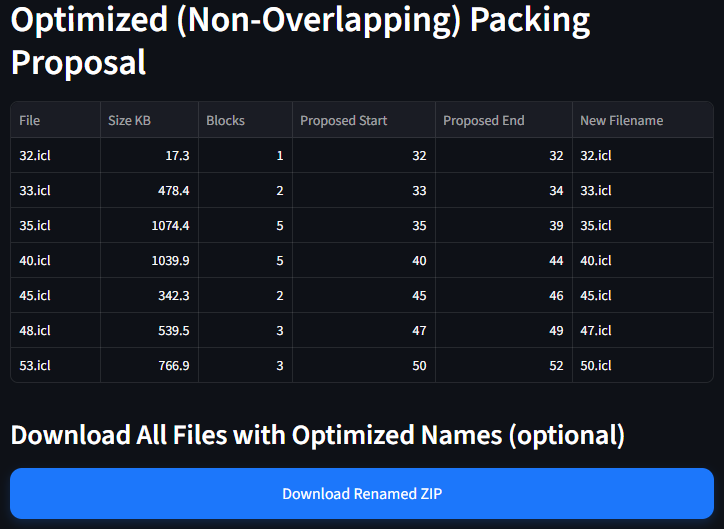 Optimized (Non-Overlapping) Packing
Proposal
File Size KB Blocks Proposed Start Proposed End New Filename
32.icl 17.3 1 32 32 32.icl
33.icl 478.4 2 33 34 33.icl
35.icl 1074.4 5 35 39 35.icl
40.icl 1039.9 5 40 44 40.icl
45.icl 342.3 2 45 46 45.icl
48.icl 539.5 3 47 49 47.icl
53.icl 766.9 3 50 52 50.icl
Download All Files with Optimized Names (optional)
Download Renamed ZIP